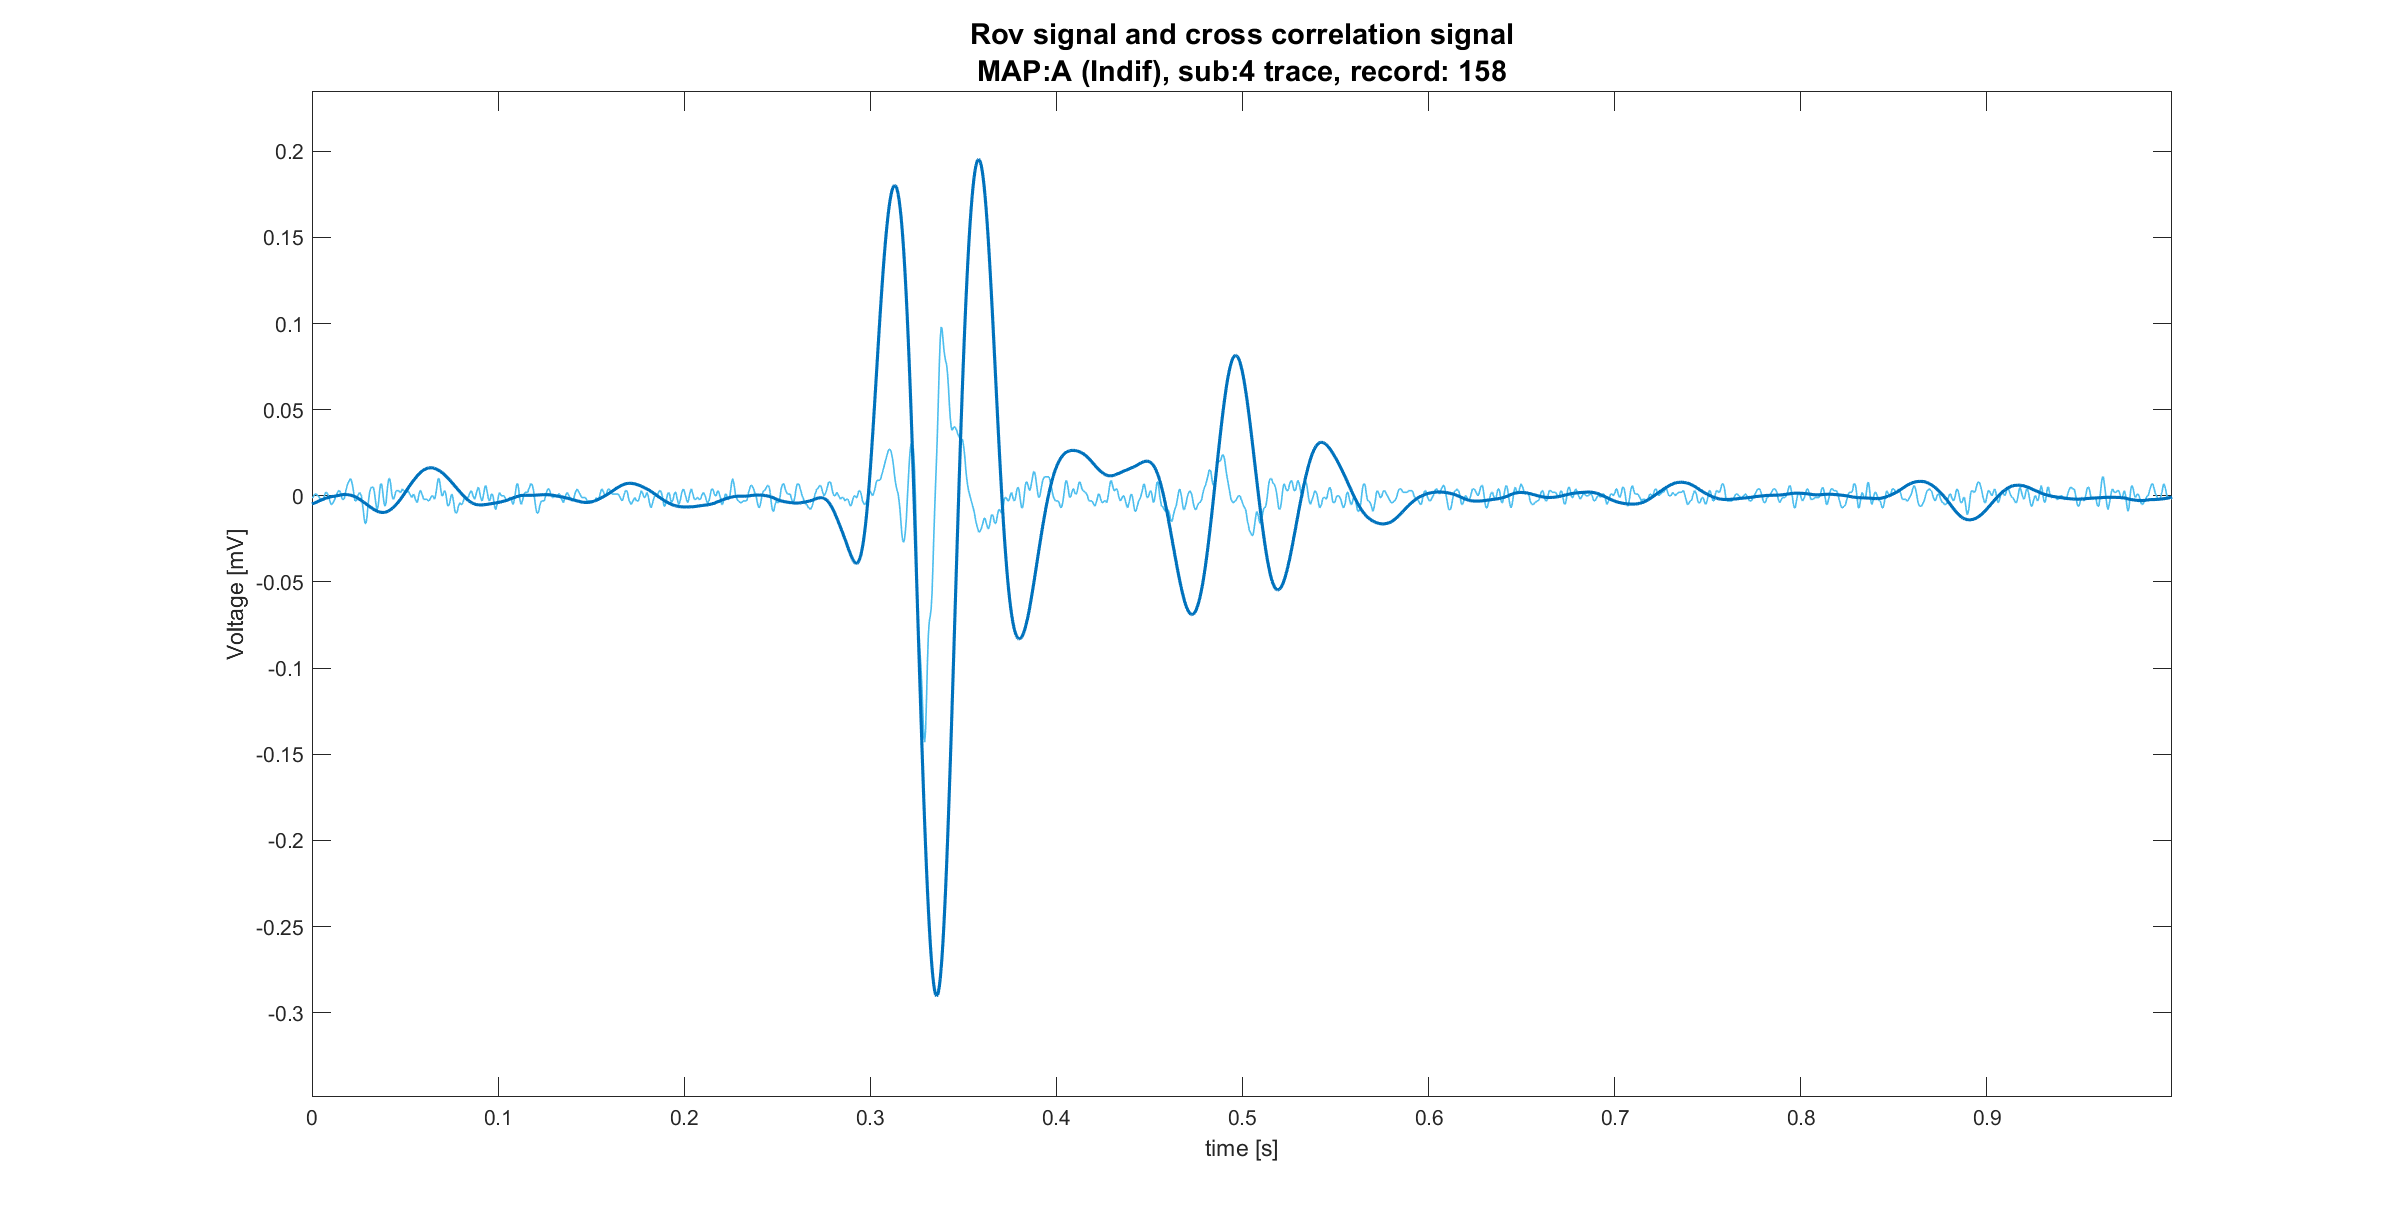 Rov signal and cross correlation signal
MAP:A (Indif), sub:4 trace, record: 158
0.2
0.15
0.1
0.05
0
-0.05
-0.1
-0.15
-0.2
-0.25
-0.3
Voltage [mV]
0 0.1 0.2 0.3 0.4 0.5 0.6 0.7 0.8 0.9
time [s]